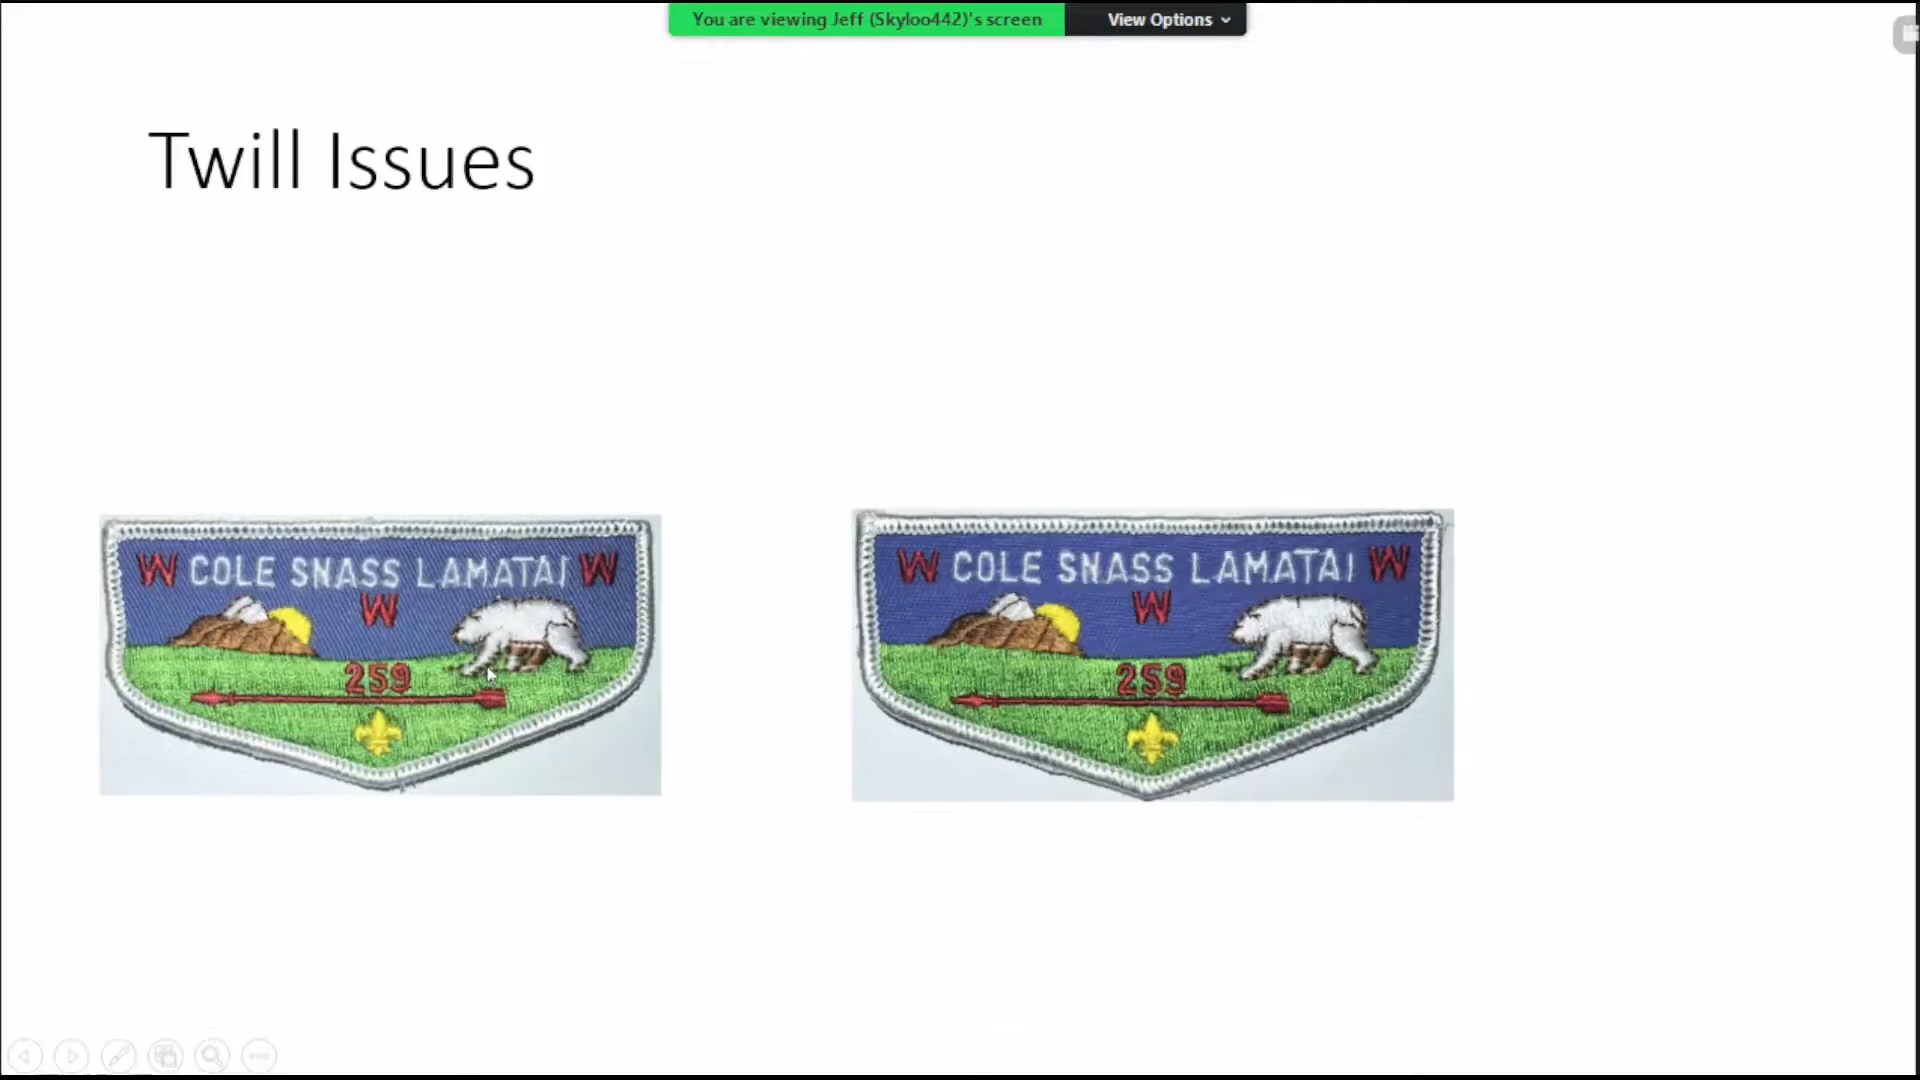 You are viewing Jeff (Skyloo442)'s screen
View Options
Twill Issues
W COLE SNASS LAMATAI W
W
259
W COLE SNASS LAMATAI W
W
259